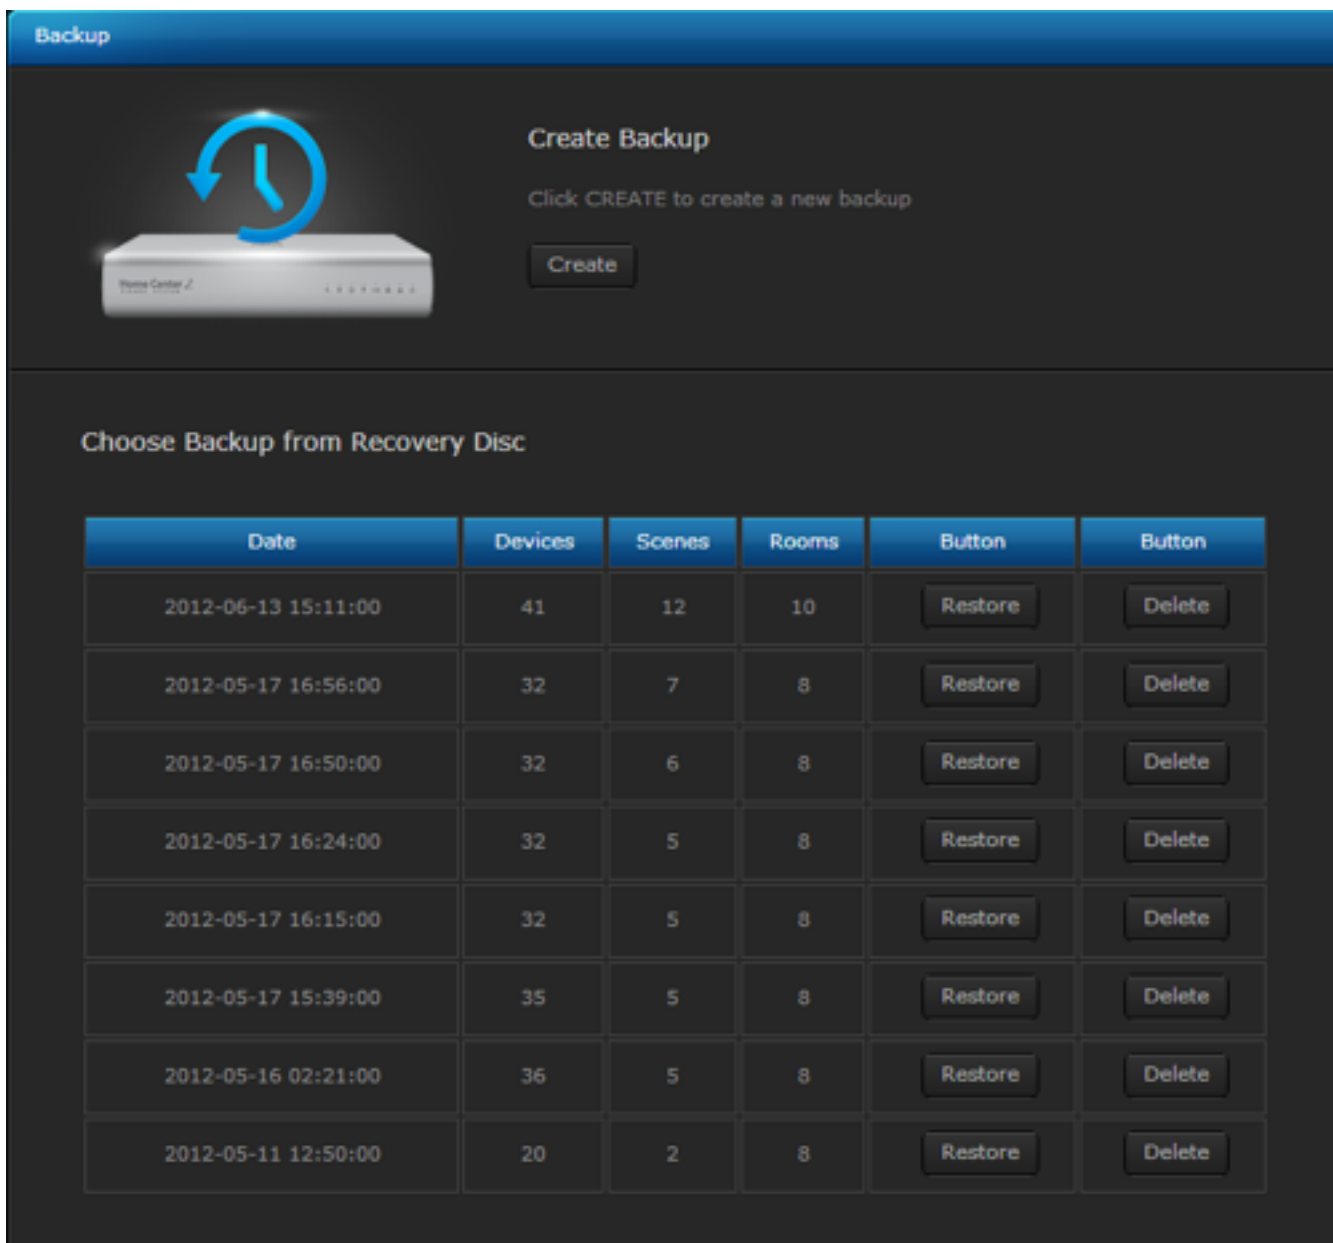 Backup
Create Backup
Click CREATE to create a new backup
Create
Home Center 2
Choose Backup from Recovery Disc
Date Devices Scenes Rooms Button Button
2012-06-13 15:11:00 41 12 10 Restore Delete
2012-05-17 16:56:00 32 7 8 Restore Delete
2012-05-17 16:50:00 32 6 8 Restore Delete
2012-05-17 16:24:00 32 5 8 Restore Delete
2012-05-17 16:15:00 32 5 8 Restore Delete
2012-05-17 15:39:00 35 5 8 Restore Delete
2012-05-16 02:21:00 36 5 8 Restore Delete
2012-05-11 12:50:00 20 2 8 Restore Delete